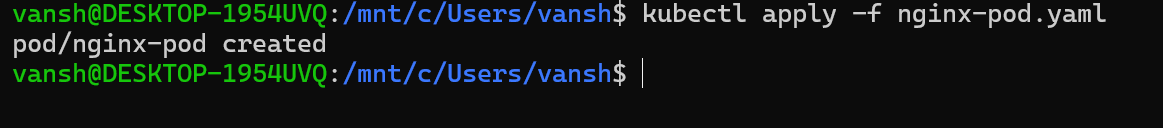 vansh@DESKTOP-1954UVQ:/mnt/c/Users/vansh$ kubectl apply -f nginx-pod.yaml
pod/nginx-pod created
vansh@DESKTOP-1954UVQ:/mnt/c/Users/vansh$